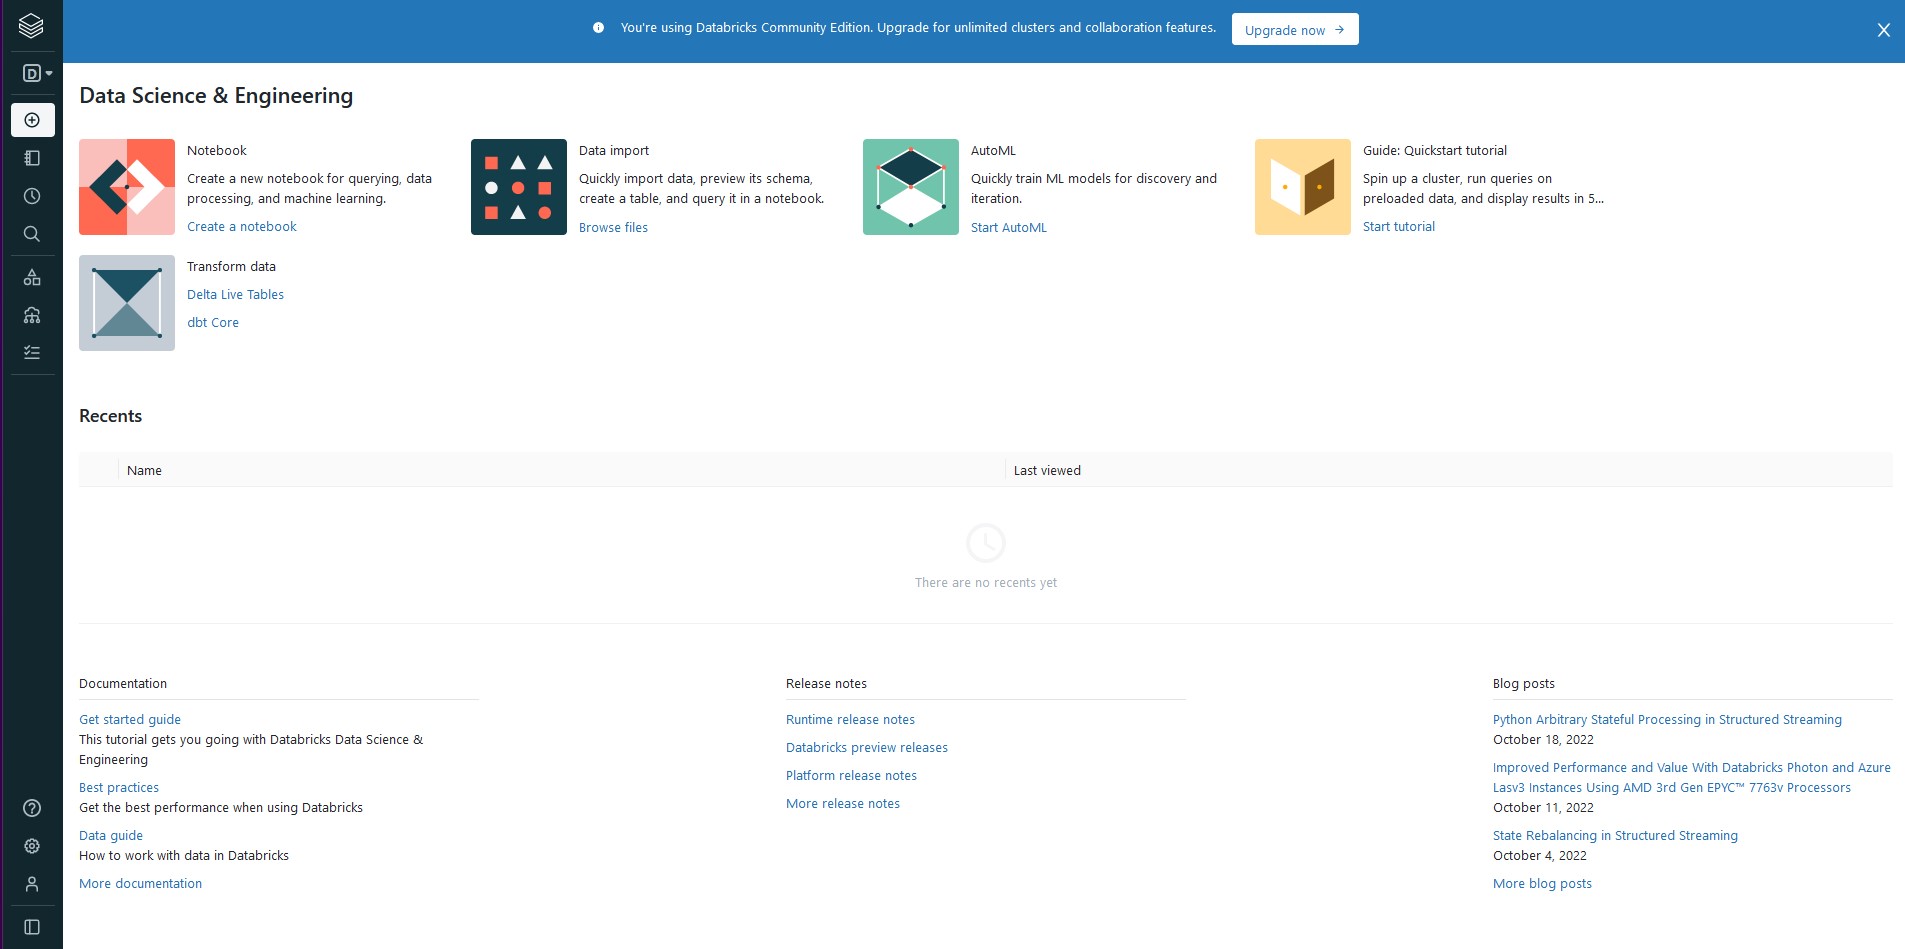 You're using Databricks Community Edition. Upgrade for unlimited clusters and collaboration features.
Upgrade now
D
Data Science & Engineering
Notebook
Create a new notebook for querying, data
processing, and machine learning.
Create a notebook
Data import
Quickly import data, preview its schema,
create a table, and query it in a notebook.
Browse files
AutoML
Quickly train ML models for discovery and
iteration.
Start AutoML
Guide: Quickstart tutorial
Spin up a cluster, run queries on
preloaded data, and display results in 5...
Start tutorial
Transform data
Delta Live Tables
dbt Core
Recents
Name
Last viewed
There are no recents yet
Documentation
Get started guide
This tutorial gets you going with Databricks Data Science &
Engineering
Best practices
Get the best performance when using Databricks
Data guide
How to work with data in Databricks
More documentation
Release notes
Runtime release notes
Databricks preview releases
Platform release notes
More release notes
Blog posts
Python Arbitrary Stateful Processing in Structured Streaming
October 18, 2022
Improved Performance and Value With Databricks Photon and Azure
Lasv3 Instances Using AMD 3rd Gen EPYC™ 7763v Processors
October 11, 2022
State Rebalancing in Structured Streaming
October 4, 2022
More blog posts